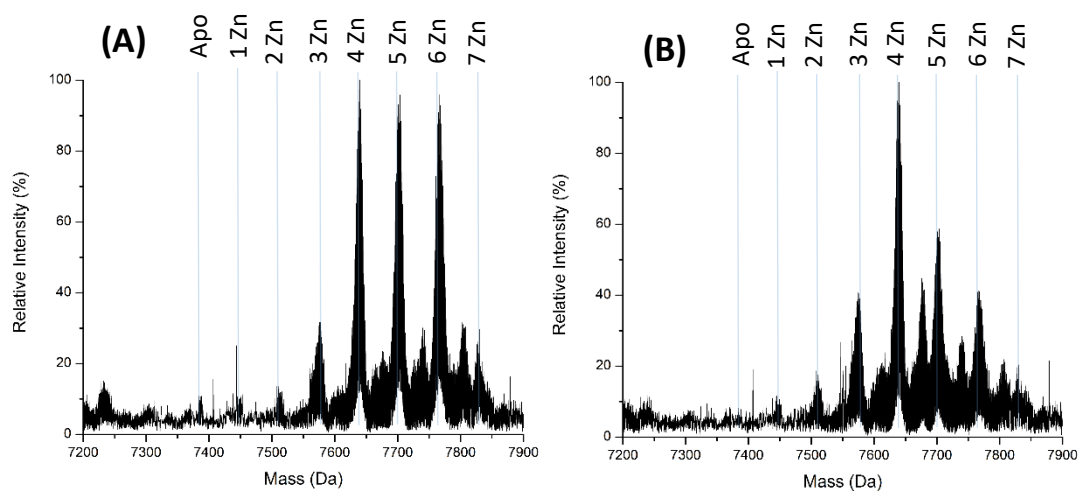 (A)
Apo
1 Zn
2 Zn
3 Zn
4 Zn
5 Zn
6 Zn
7 Zn
100
80
60
40
20
0
Relative Intensity (%)
7200
7300
7400
7500
7600
7700
7800
7900
Mass (Da)
(B)
Apo
1 Zn
2 Zn
3 Zn
4 Zn
5 Zn
6 Zn
7 Zn
100
80
60
40
20
0
Relative Intensity (%)
7200
7300
7400
7500
7600
7700
7800
7900
Mass (Da)